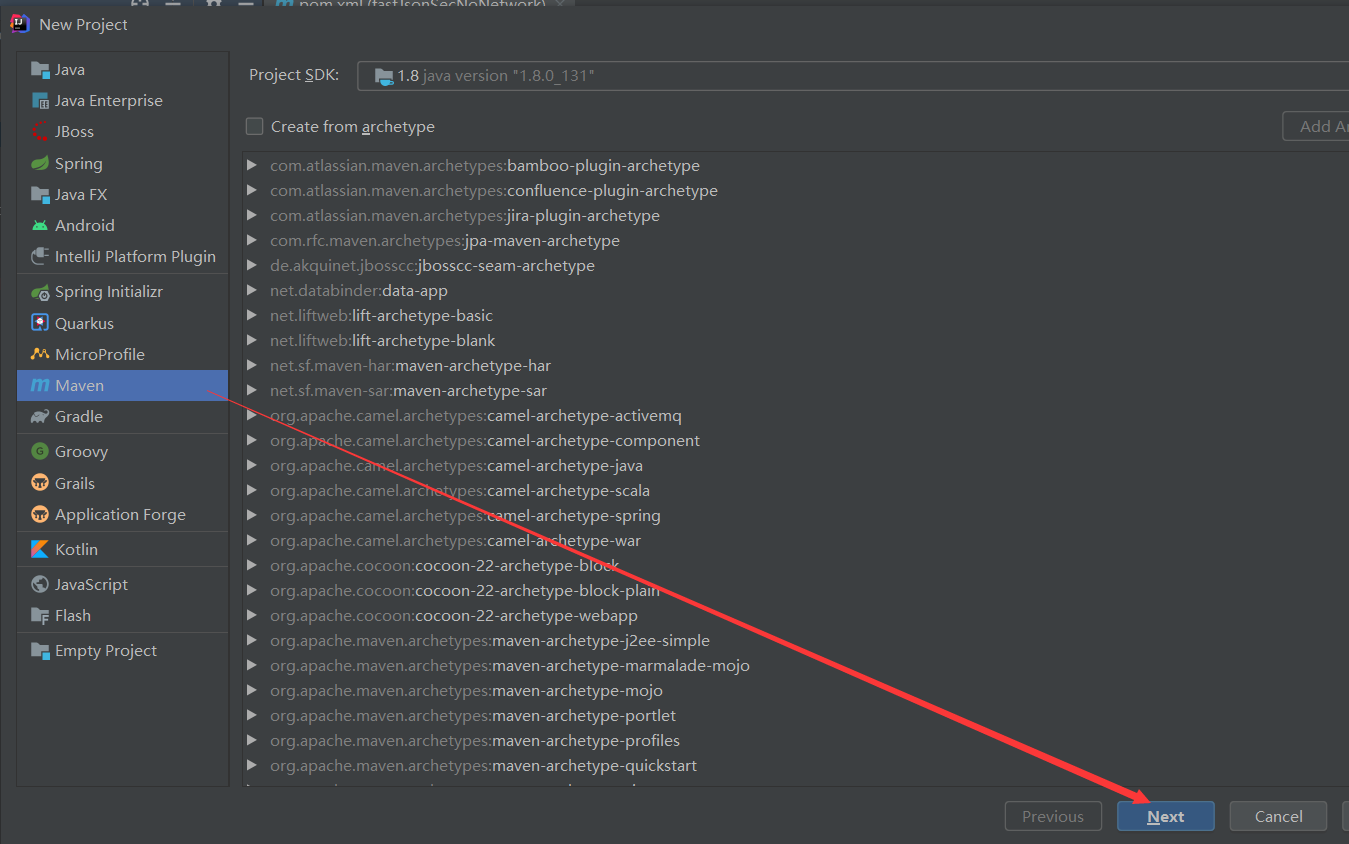 pom.xml (fastJsonSecNoNetwork)
New Project
Java
Java Enterprise
JBoss
Spring
Java FX
Android
IntelliJ Platform Plugin
Spring Initializr
Quarkus
MicroProfile
Maven
Gradle
Groovy
Grails
Application Forge
Kotlin
JavaScript
Flash
Empty Project
Project SDK: 1.8 java version "1.8.0_131"
Create from archetype
Add
com.atlassian.maven.archetypes:bamboo-plugin-archetype
com.atlassian.maven.archetypes:confluence-plugin-archetype
com.atlassian.maven.archetypes:jira-plugin-archetype
com.rfc.maven.archetypes:jpa-maven-archetype
de.akquinet.jbosscc:jbosscc-seam-archetype
net.databinder:data-app
net.liftweb:lift-archetype-basic
net.liftweb:lift-archetype-blank
net.sf.maven-har:maven-archetype-har
net.sf.maven-sar:maven-archetype-sar
org.apache.camel.archetypes:camel-archetype-activemq
org.apache.camel.archetypes:camel-archetype-component
org.apache.camel.archetypes:camel-archetype-java
org.apache.camel.archetypes:camel-archetype-scala
org.apache.camel.archetypes:camel-archetype-spring
org.apache.camel.archetypes:camel-archetype-war
org.apache.cocoon:cocoon-22-archetype-block
org.apache.cocoon:cocoon-22-archetype-block-plain
org.apache.cocoon:cocoon-22-archetype-webapp
org.apache.maven.archetypes:maven-archetype-j2ee-simple
org.apache.maven.archetypes:maven-archetype-marmalade-mojo
org.apache.maven.archetypes:maven-archetype-mojo
org.apache.maven.archetypes:maven-archetype-portlet
org.apache.maven.archetypes:maven-archetype-profiles
org.apache.maven.archetypes:maven-archetype-quickstart
Previous
Next
Cancel